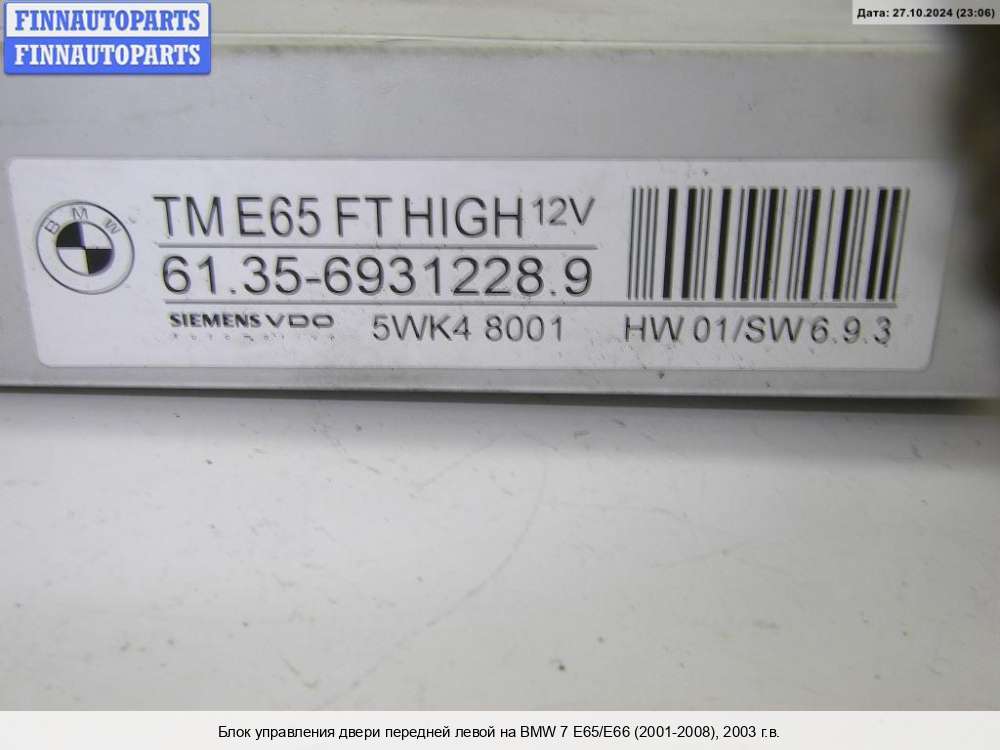 FINNAUTOPARTS
FINNAUTOPARTS
Дата: 27.10.2024 (23:06)
BMW
TM E65 FT HIGH 12V
61.35-6931228.9
SIEMENS VDO
AUTOMOTIVE
5WK4 8001
HW 01/SW 6.9.3
Блок управления двери передней левой на BMW 7 E65/E66 (2001-2008), 2003 г.в.